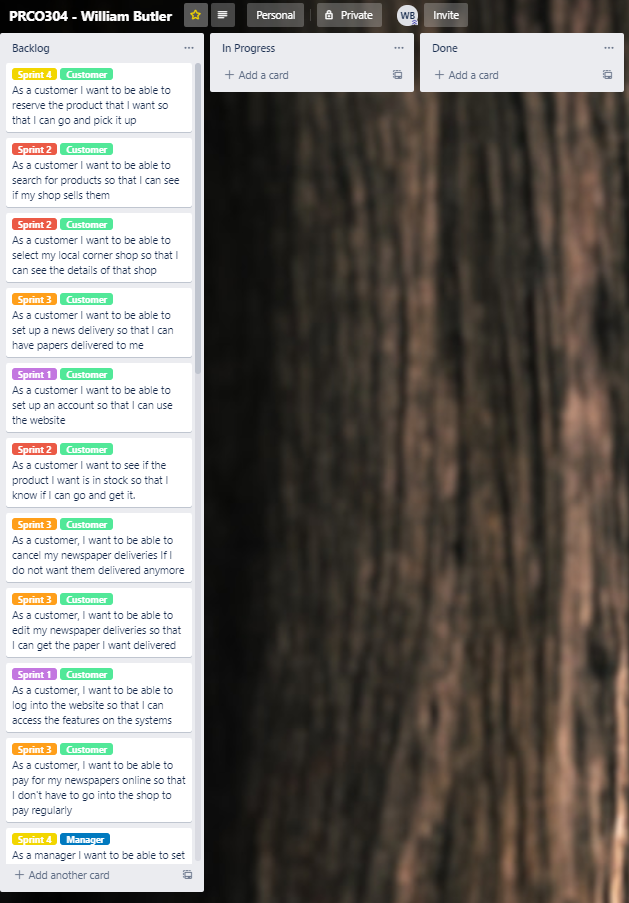 PRCO304 - William Butler
Personal
Private
WB
Invite
Backlog
Sprint 4 Customer
As a customer I want to be able to
reserve the product that I want so
that I can go and pick it up
Sprint 2 Customer
As a customer I want to be able to
search for products so that I can see
if my shop sells them
Sprint 2 Customer
As a customer I want to be able to
select my local corner shop so that I
can see the details of that shop
Sprint 3 Customer
As a customer I want to be able to
set up a news delivery so that I can
have papers delivered to me
Sprint 1 Customer
As a customer I want to be able to
set up an account so that I can use
the website
Sprint 2 Customer
As a customer I want to see if the
product I want is in stock so that I
know if I can go and get it.
Sprint 3 Customer
As a customer, I want to be able to
cancel my newspaper deliveries If I
do not want them delivered anymore
Sprint 3 Customer
As a customer, I want to be able to
edit my newspaper deliveries so that
I can get the paper I want delivered
Sprint 1 Customer
As a customer, I want to be able to
log into the website so that I can
access the features on the systems
Sprint 3 Customer
As a customer, I want to be able to
pay for my newspapers online so that
I don't have to go into the shop to
pay regularly
Sprint 4 Manager
As a manager I want to be able to set
+ Add another card
In Progress
+ Add a card
Done
+ Add a card